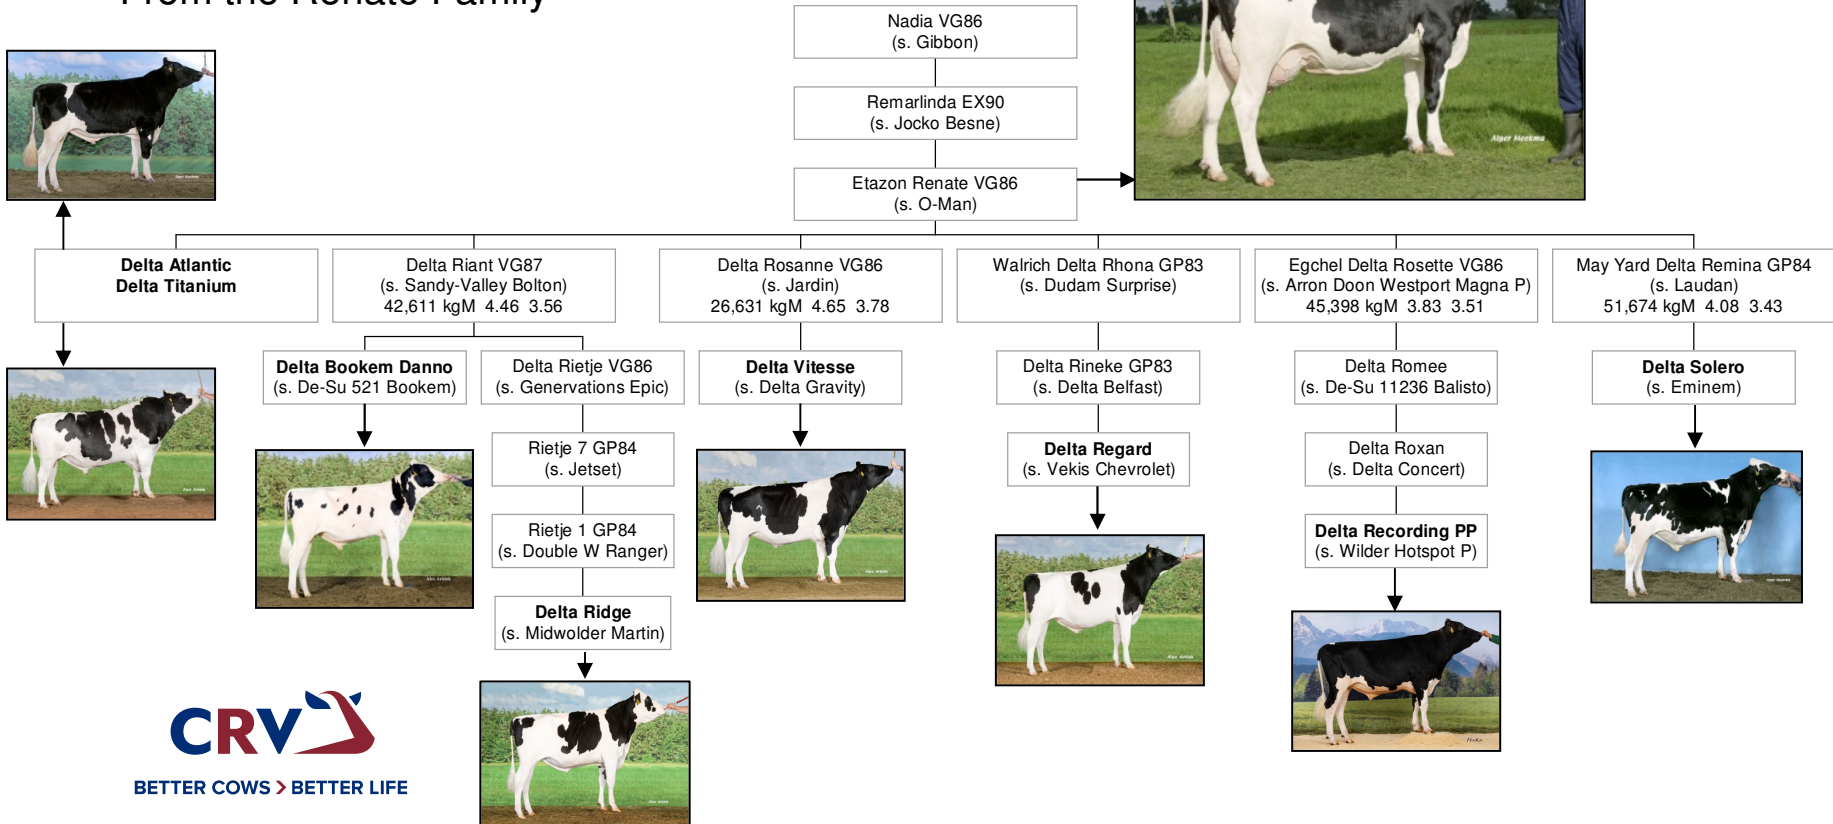 From the Renate Family
Nadia VG86
(s. Gibbon)
Remarlinda EX90
(s. Jocko Besne)
Etazon Renate VG86
(s. O-Man)
Alger Meekma
Delta Atlantic
Delta Titanium
Delta Riant VG87
(s. Sandy-Valley Bolton)
42,611 kgM 4.46 3.56
Delta Rosanne VG86
(s. Jardin)
26,631 kgM 4.65 3.78
Walrich Delta Rhona GP83
(s. Dudam Surprise)
Egchel Delta Rosette VG86
(s. Arron Doon Westport Magna P)
45,398 kgM 3.83 3.51
May Yard Delta Remina GP84
(s. Laudan)
51,674 kgM 4.08 3.43
Delta Bookem Danno
(s. De-Su 521 Bookem)
Delta Rietje VG86
(s. Genervations Epic)
Delta Vitesse
(s. Delta Gravity)
Delta Rineke GP83
(s. Delta Belfast)
Delta Romee
(s. De-Su 11236 Balisto)
Delta Solero
(s. Eminem)
Rietje 7 GP84
(s. Jetset)
Delta Regard
(s. Vekis Chevrolet)
Delta Roxan
(s. Delta Concert)
Rietje 1 GP84
(s. Double W Ranger)
Delta Recording PP
(s. Wilder Hotspot P)
Delta Ridge
(s. Midwolder Martin)
CRV
BETTER COWS > BETTER LIFE